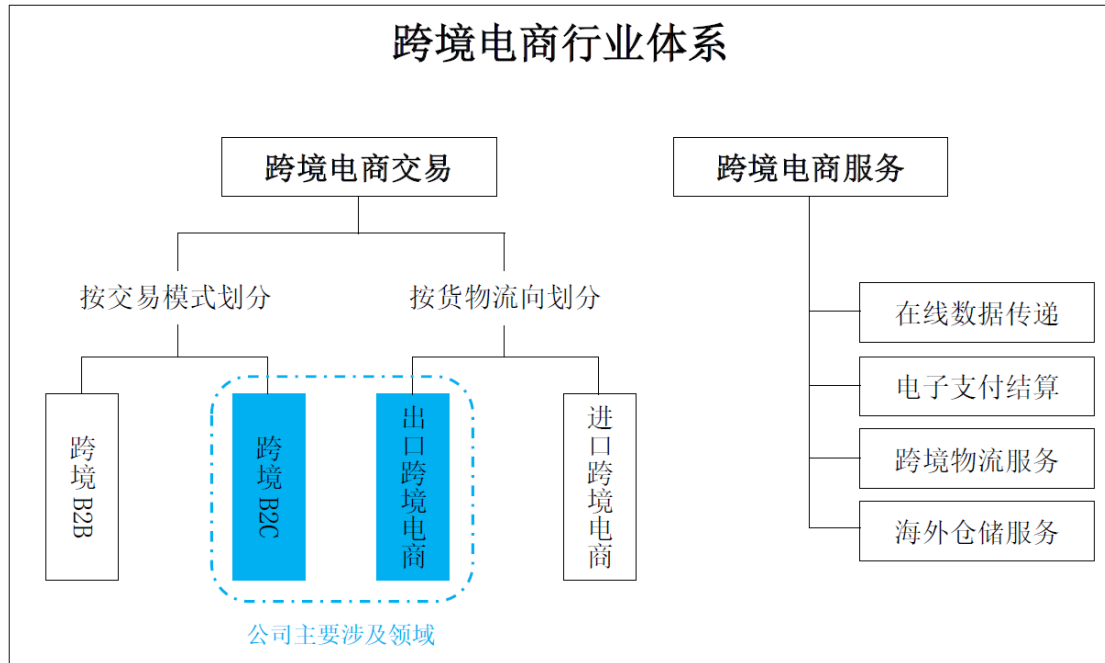 跨境电商行业体系
跨境电商交易
跨境电商服务
按交易模式划分
按货物流向划分
跨境B2B
跨境B2C
出口跨境电商
进口跨境电商
公司主要涉及领域
在线数据传递
电子支付结算
跨境物流服务
海外仓储服务